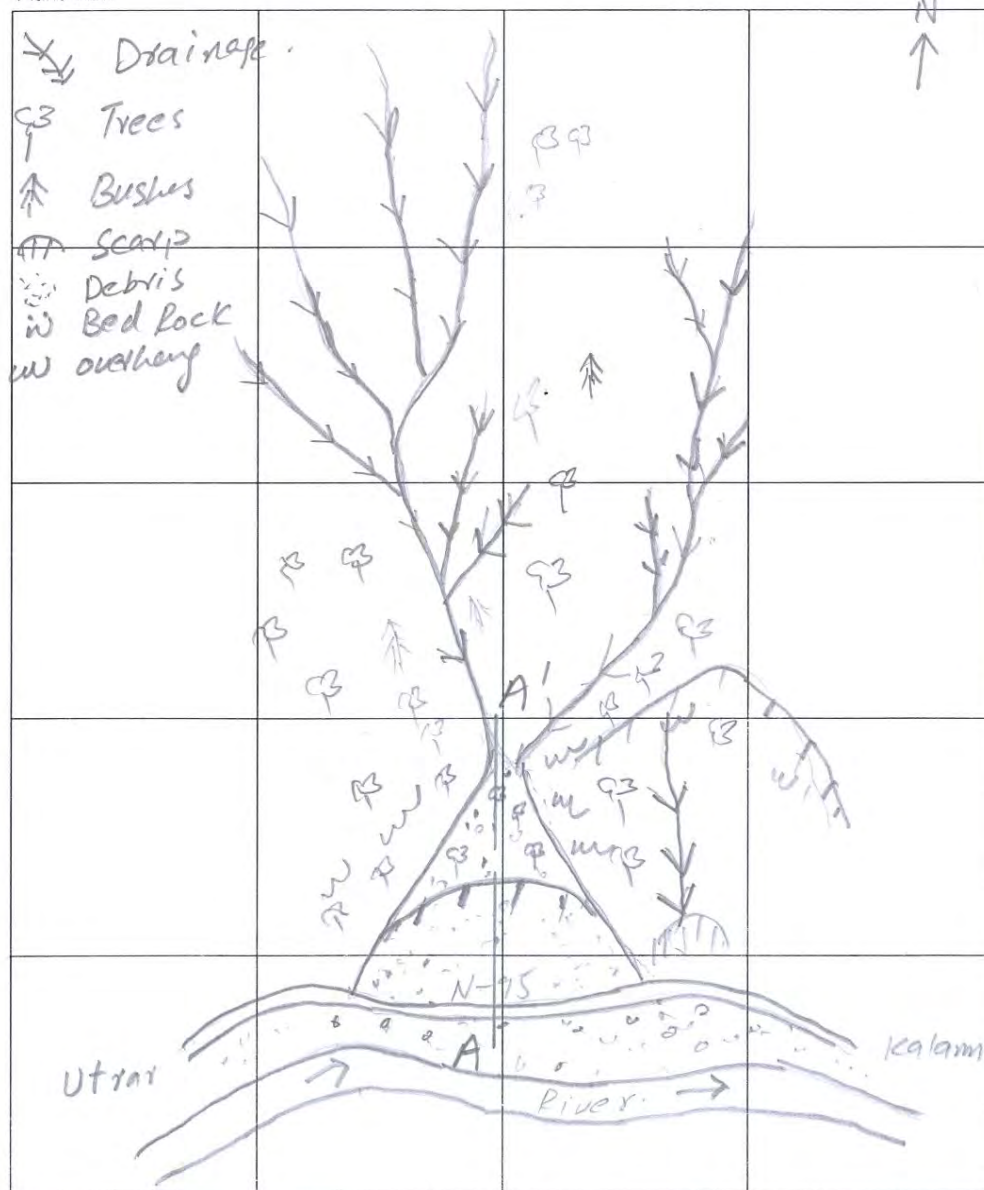 N
Drainage.
Trees
Bushes
Scarp
Debris
Bed Rock
overhang
A'
N-95
A
Utrar
Kalam
River.